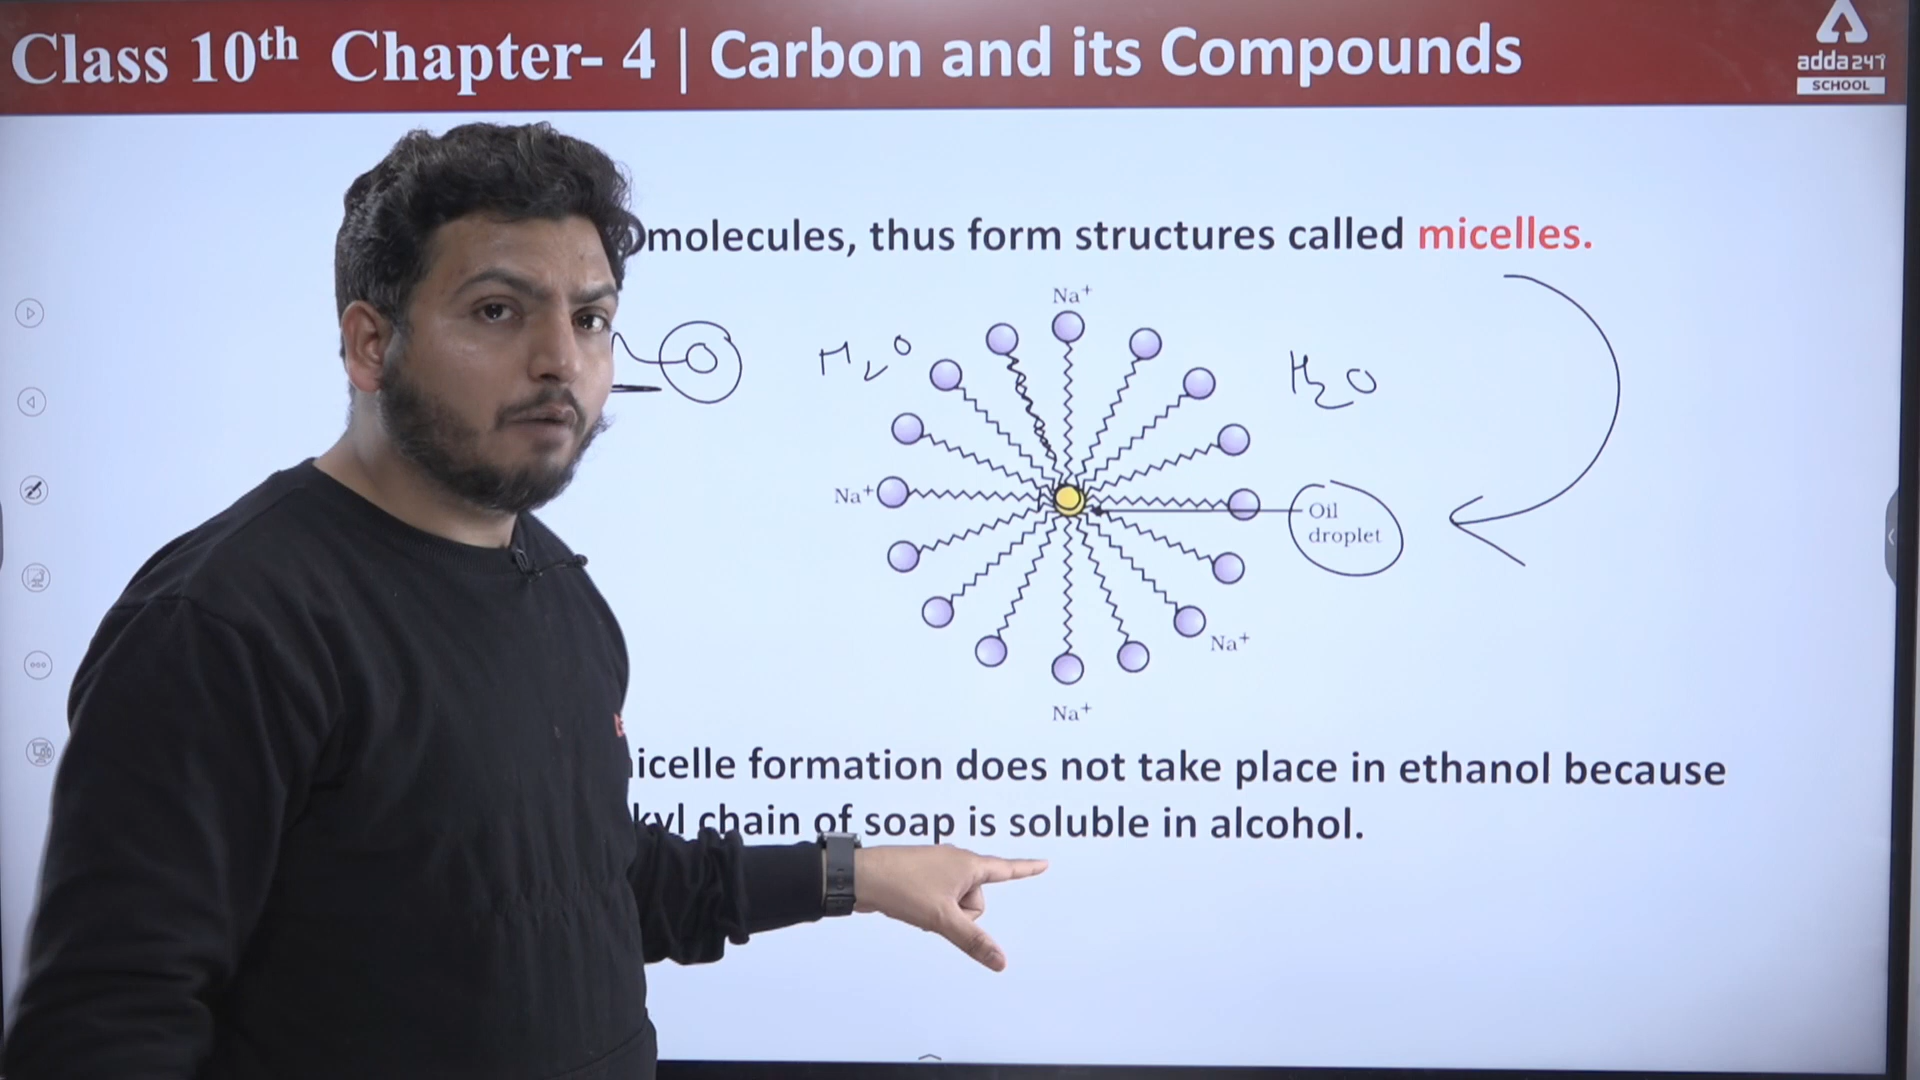 Class 10th Chapter- 4 | Carbon and its Compounds
adda247
SCHOOL
molecules, thus form structures called micelles.
Na+
H2O
H2O
Na+
Oil
droplet
Na+
Na+
icelle formation does not take place in ethanol because
kyl chain of soap is soluble in alcohol.